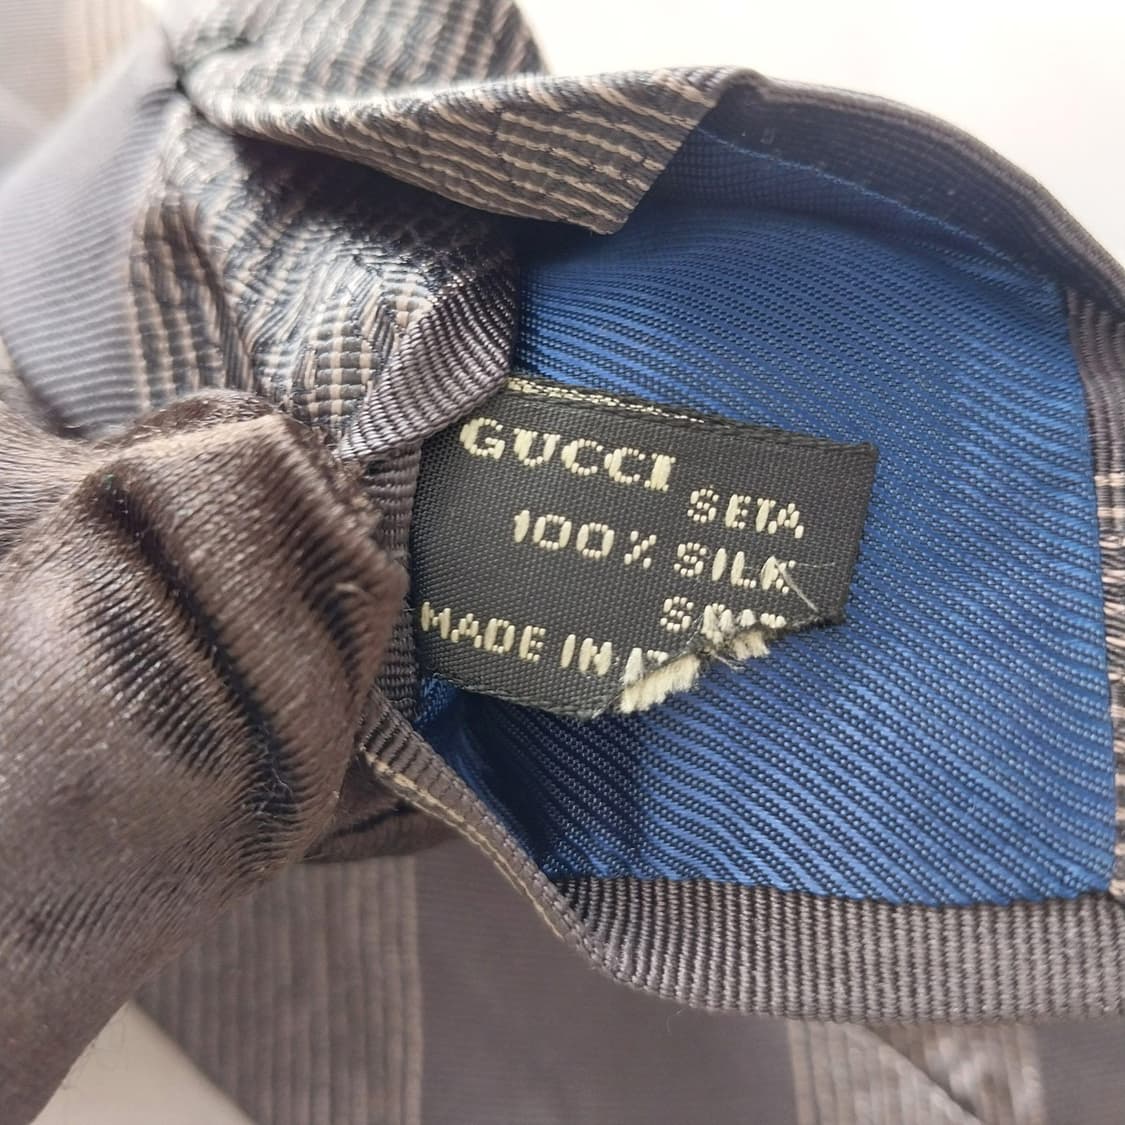 GUCCI
SETA
100% SILK
MADE IN